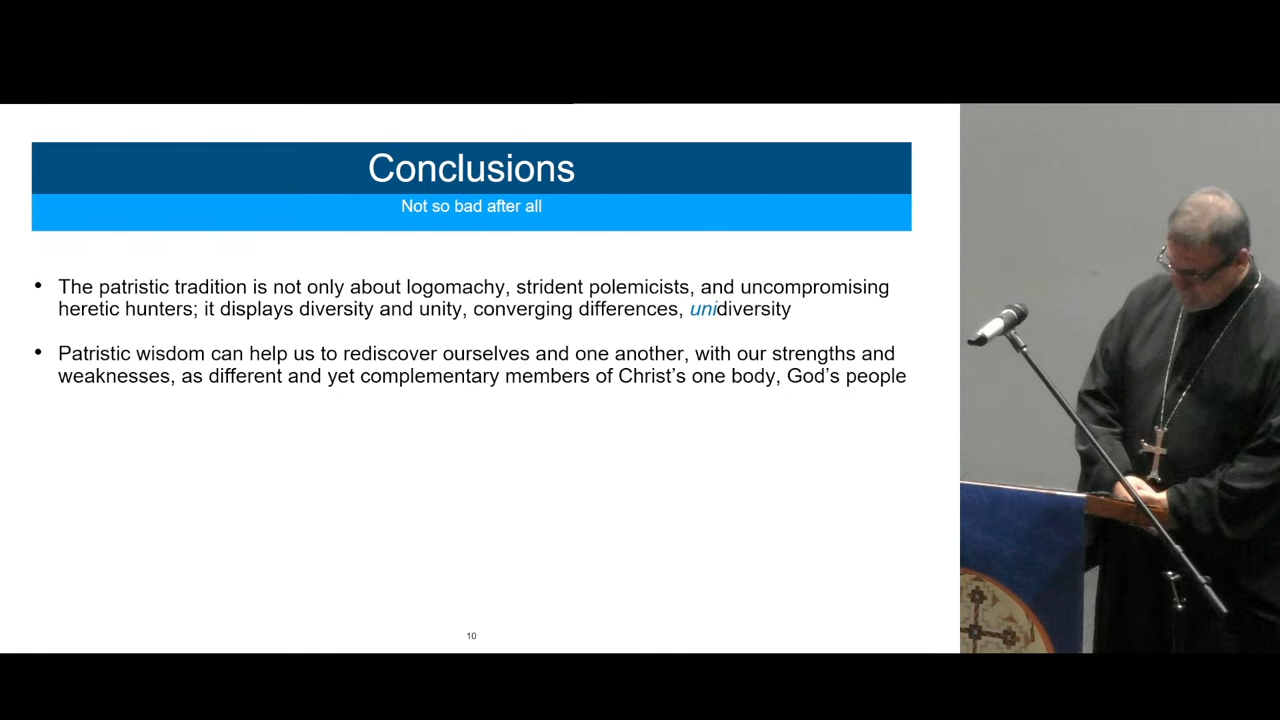 Conclusions
Not so bad after all
• The patristic tradition is not only about logomachy, strident polemicists, and uncompromising
heretic hunters; it displays diversity and unity, converging differences, unidiversity
• Patristic wisdom can help us to rediscover ourselves and one another, with our strengths and
weaknesses, as different and yet complementary members of Christ's one body, God's people
10